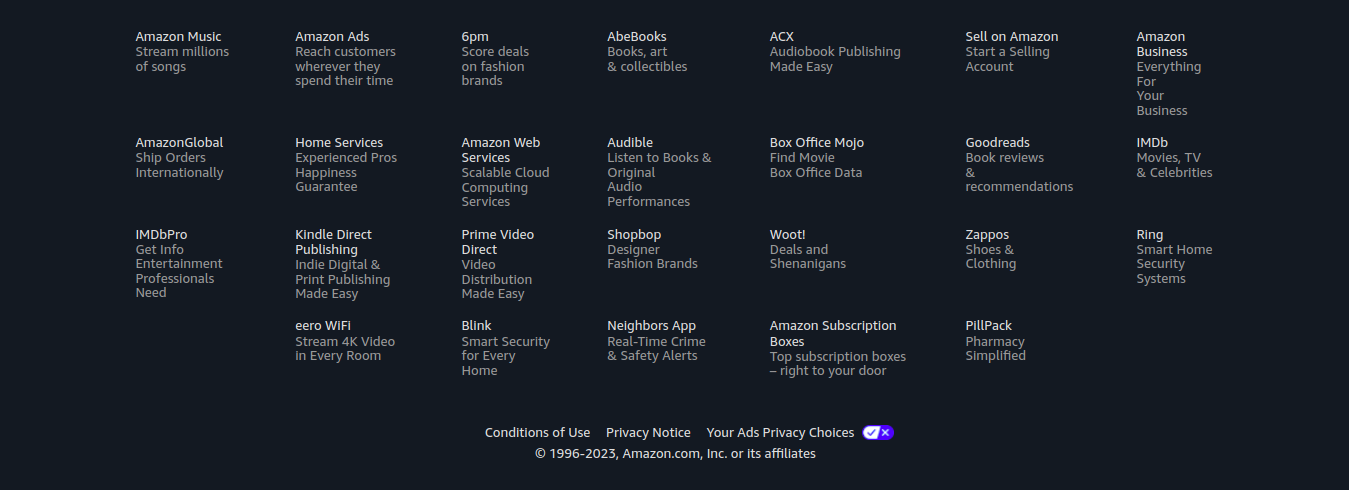 Amazon Music
Stream millions
of songs
Amazon Ads
Reach customers
wherever they
spend their time
6pm
Score deals
on fashion
brands
AbeBooks
Books, art
& collectibles
ACX
Audiobook Publishing
Made Easy
Sell on Amazon
Start a Selling
Account
Amazon
Business
Everything
For
Your
Business
AmazonGlobal
Ship Orders
Internationally
Home Services
Experienced Pros
Happiness
Guarantee
Amazon Web
Services
Scalable Cloud
Computing
Services
Audible
Listen to Books &
Original
Audio
Performances
Box Office Mojo
Find Movie
Box Office Data
Goodreads
Book reviews
&
recommendations
IMDb
Movies, TV
& Celebrities
IMDbPro
Get Info
Entertainment
Professionals
Need
Kindle Direct
Publishing
Indie Digital &
Print Publishing
Made Easy
Prime Video
Direct
Video
Distribution
Made Easy
Shopbop
Designer
Fashion Brands
Woot!
Deals and
Shenanigans
Zappos
Shoes &
Clothing
Ring
Smart Home
Security
Systems
eero WiFi
Stream 4K Video
in Every Room
Blink
Smart Security
for Every
Home
Neighbors App
Real-Time Crime
& Safety Alerts
Amazon Subscription
Boxes
Top subscription boxes
– right to your door
PillPack
Pharmacy
Simplified
Conditions of Use Privacy Notice Your Ads Privacy Choices
© 1996-2023, Amazon.com, Inc. or its affiliates